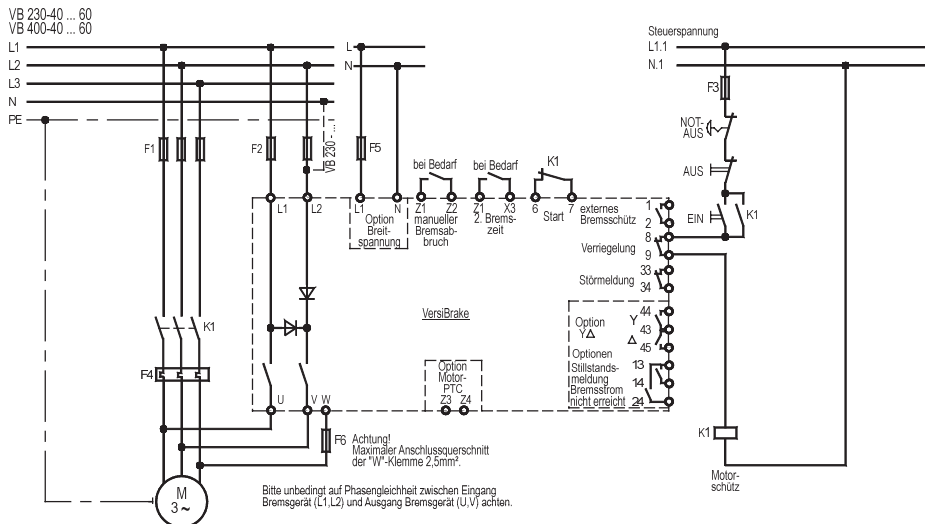 VB 230-40 ... 60
VB 400-40 ... 60
L1
L2
L3
N
PE
L
N
Steuerspannung
L1.1
N.1
F1
F2
VB 230 - ...
F5
F3
NOT-
AUS
AUS
EIN
K1
bei Bedarf
bei Bedarf
K1
L1
L2
L1
N
Z1
Z2
Z1
X3
6
7
Option
Breit-
spannung
manueller
Bremsab-
bruch
2. Brems-
zeit
Start
externes
Bremsschütz
1
2
8
9
Verriegelung
33
34
Störmeldung
VersiBrake
Option
Y△
Y
△
44
43
45
Optionen
Stillstands-
meldung
Bremsstrom
nicht erreicht
13
14
24
K1
F4
Option
Motor-
PTC
Z3
Z4
U
V
W
F6
Achtung!
Maximaler Anschlussquerschnitt
der "W"-Klemme 2,5mm².
K1
Motor-
schütz
M
3 ~
Bitte unbedingt auf Phasengleichheit zwischen Eingang
Bremsgerät (L1,L2) und Ausgang Bremsgerät (U,V) achten.